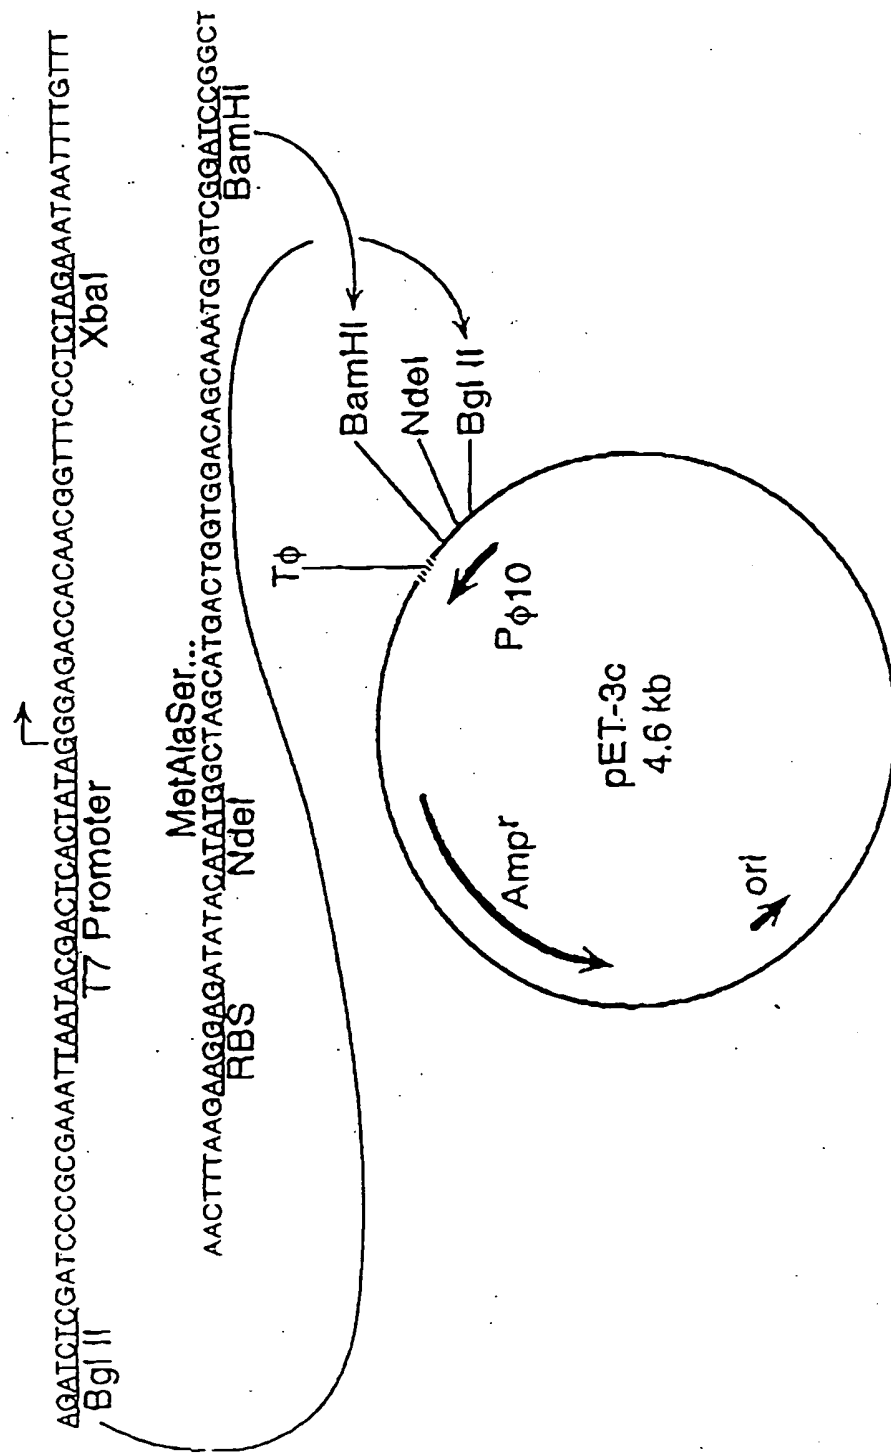 AGATCTCGATCCCGCGAAATTAATACGACTCACTATAGGGAGACCACAACGGTTTCCCTCTAGAAATAATTTTGTTT
Bgl II
T7 Promoter
XbaI
MetAlaSer...
AACTTTAAGAAGGAGATATACATATGGCTAGCATGACTGGTGGACAGCAAATGGGTCGGATCCGGCT
RBS
NdeI
BamHI
Tϕ
BamHI
NdeI
Bgl II
Pϕ10
Ampʳ
pET-3c
4.6 kb
ori